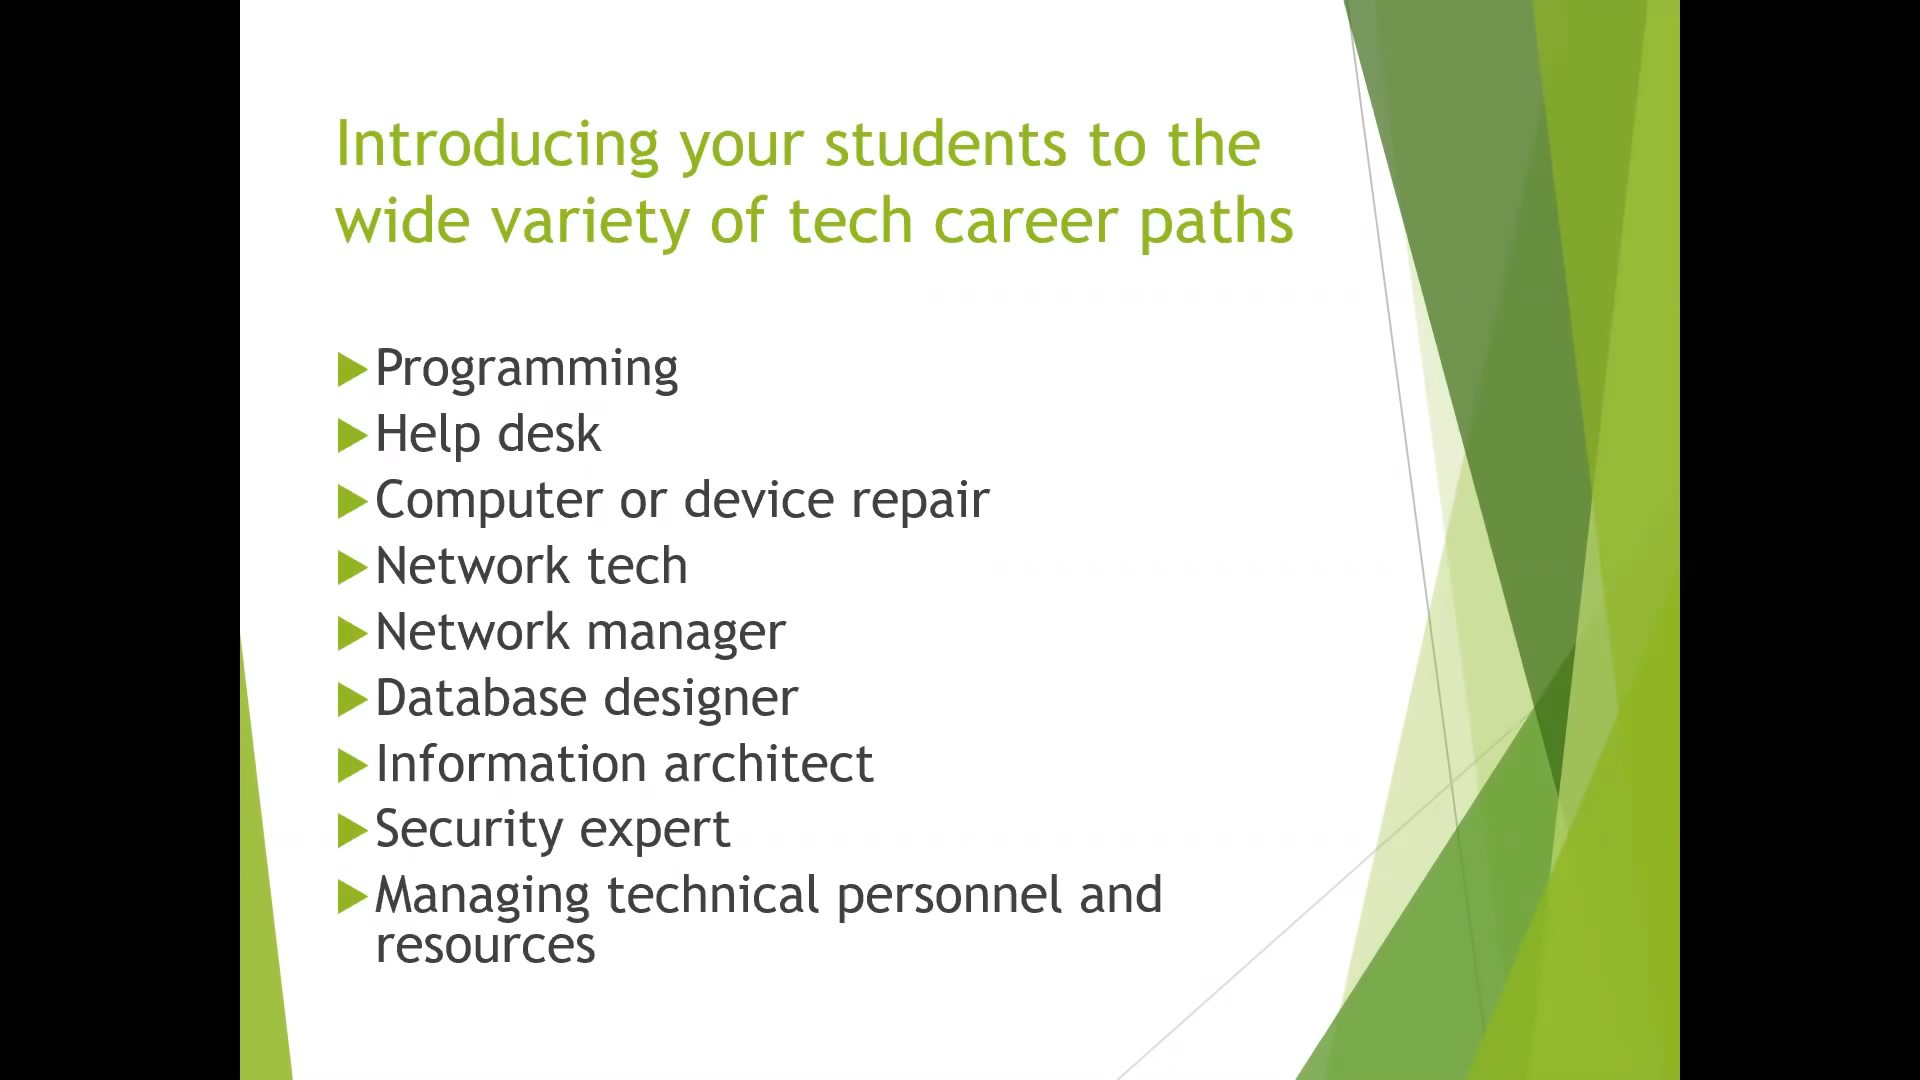 Introducing your students to the
wide variety of tech career paths
Programming
Help desk
Computer or device repair
Network tech
Network manager
Database designer
Information architect
Security expert
Managing technical personnel and
resources